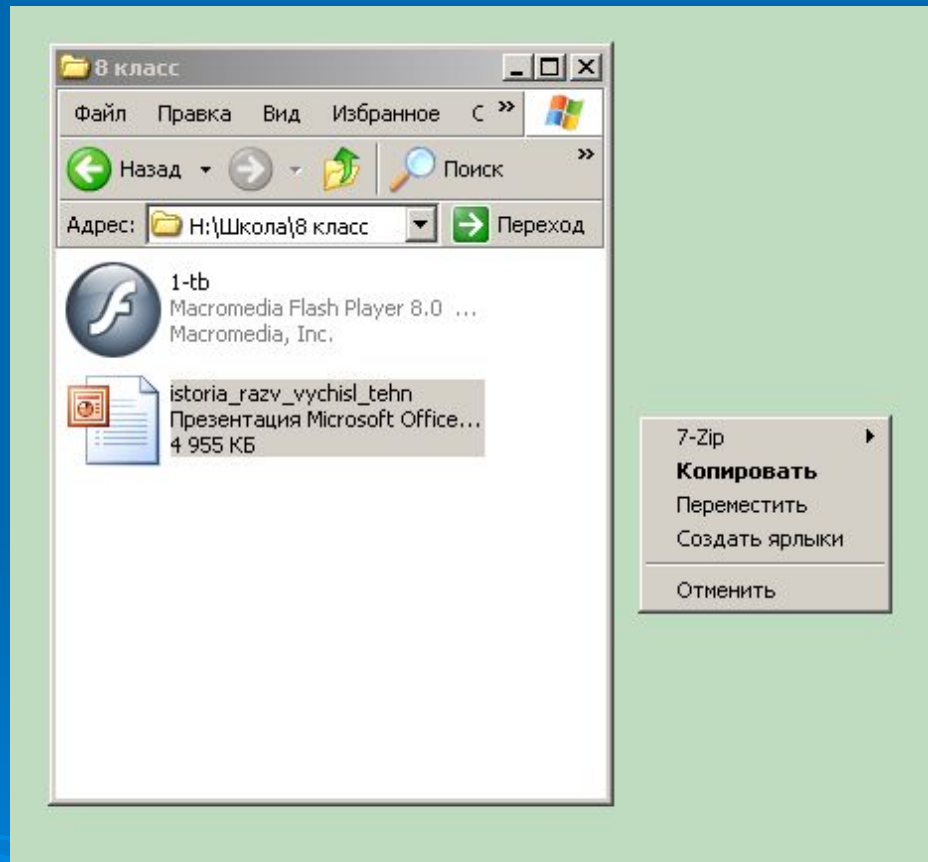 8 класс
Файл Правка Вид Избранное С »
Назад Поиск »
Адрес: H:\Школа\8 класс Переход
1-tb
Macromedia Flash Player 8.0 ...
Macromedia, Inc.
istoria_razv_vychisl_tehn
Презентация Microsoft Office...
4 955 КБ
7-Zip
Копировать
Переместить
Создать ярлыки
Отменить